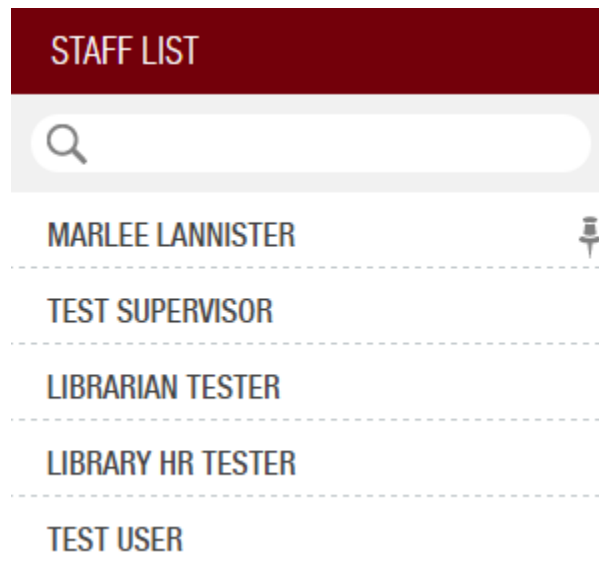 STAFF LIST
MARLEE LANNISTER
TEST SUPERVISOR
LIBRARIAN TESTER
LIBRARY HR TESTER
TEST USER